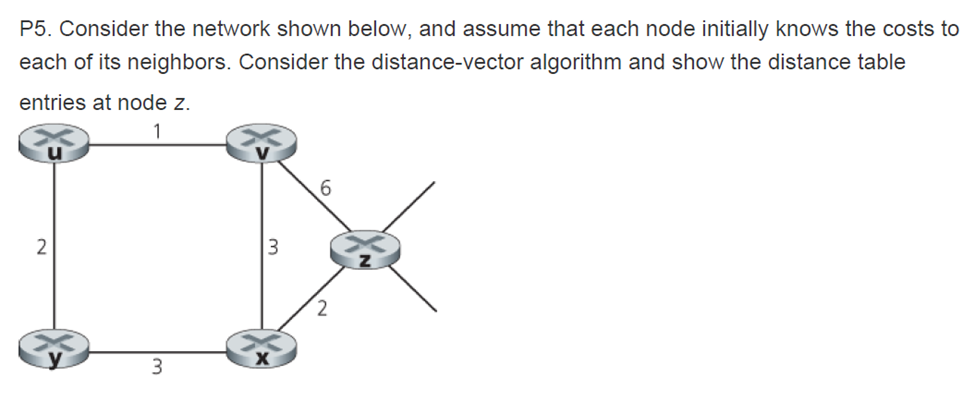 P5. Consider the network shown below, and assume that each node initially knows the costs to
each of its neighbors. Consider the distance-vector algorithm and show the distance table
entries at node z.
1
u
v
6
2
3
z
2
y
3
x